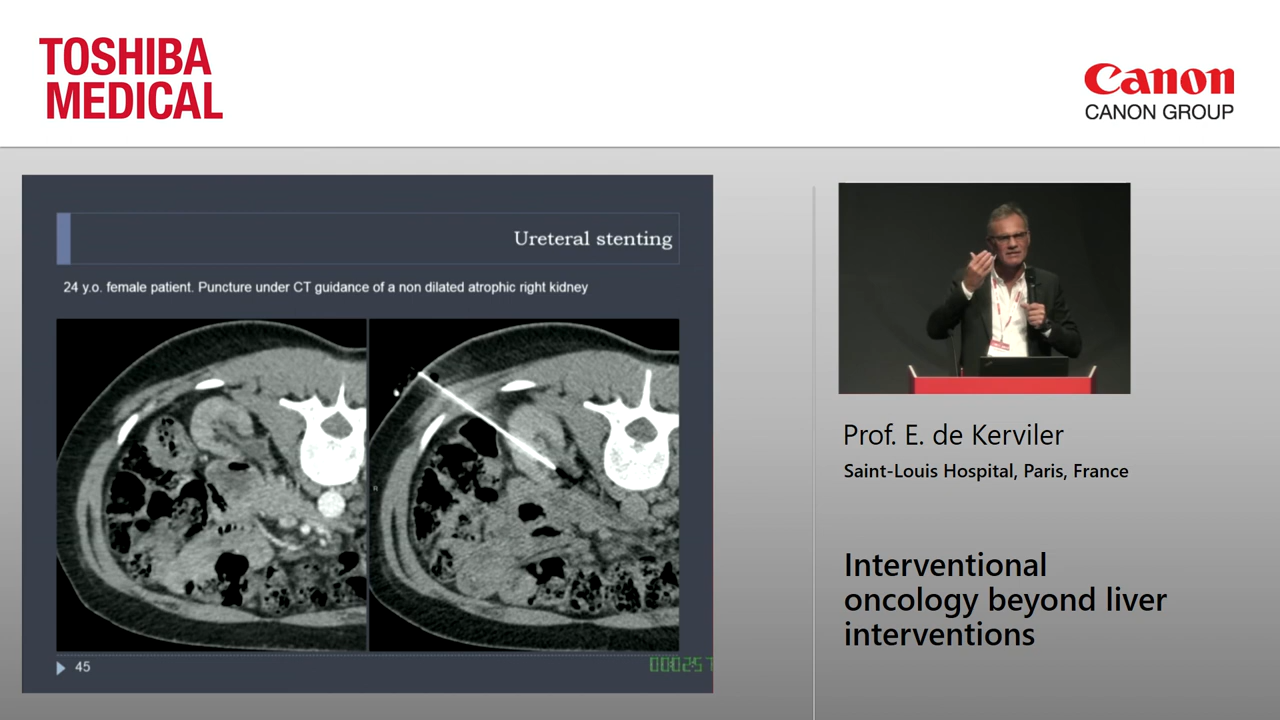 TOSHIBA
MEDICAL
Canon
CANON GROUP
Ureteral stenting
24 y.o. female patient. Puncture under CT guidance of a non dilated atrophic right kidney
45
000257
Prof. E. de Kerviler
Saint-Louis Hospital, Paris, France
Interventional
oncology beyond liver
interventions